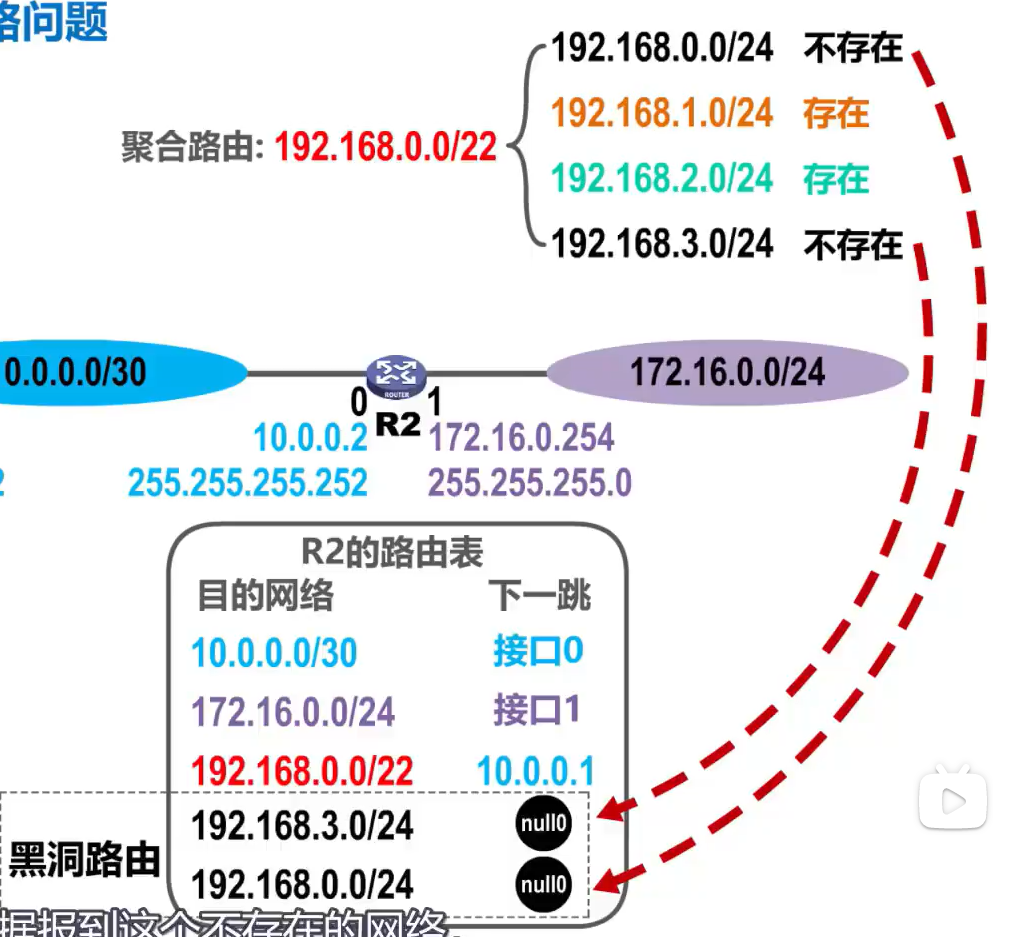 问题
192.168.0.0/24 不存在
192.168.1.0/24 存在
聚合路由: 192.168.0.0/22
192.168.2.0/24 存在
192.168.3.0/24 不存在
0.0.0.0/30
172.16.0.0/24
ROUTER
0 R2 1
10.0.0.2
172.16.0.254
2
255.255.255.252
255.255.255.0
R2的路由表
目的网络 下一跳
10.0.0.0/30 接口0
172.16.0.0/24 接口1
192.168.0.0/22 10.0.0.1
192.168.3.0/24 null0
黑洞路由
192.168.0.0/24 null0
据报到这个不存在的网络